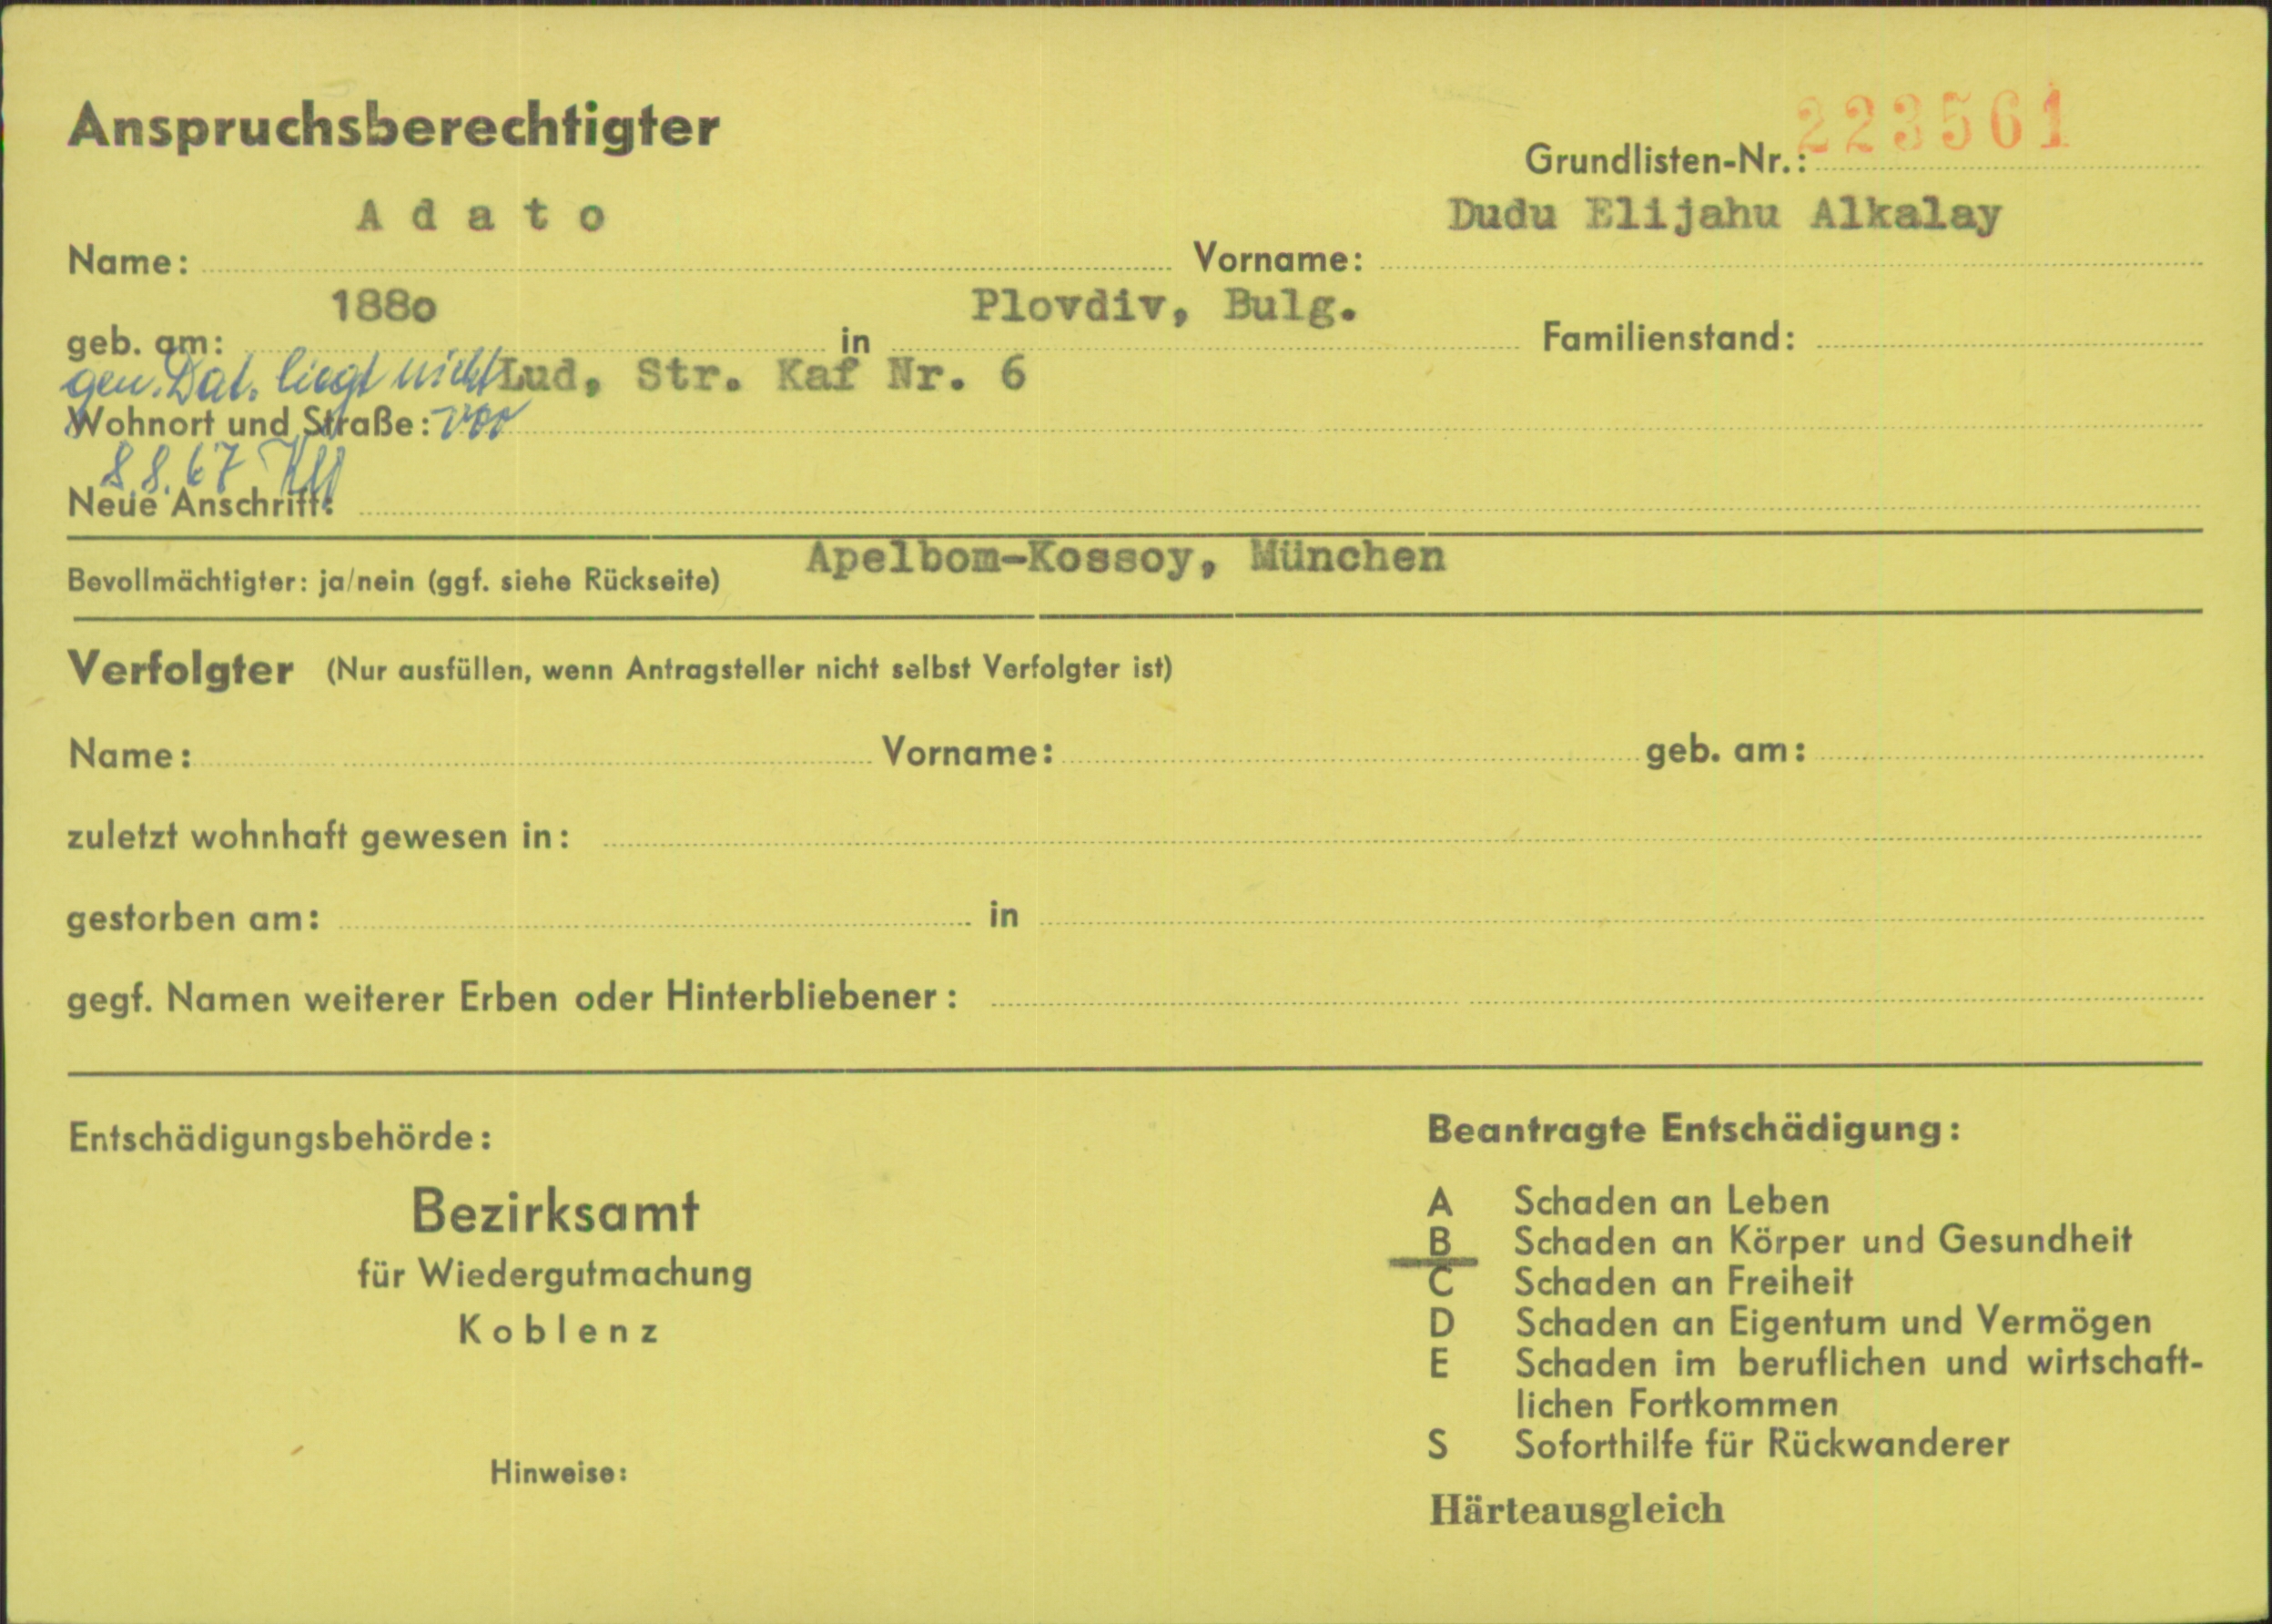 Anspruchsberechtigter
Grundlisten-Nr.: 223561
Name: A d a t o Vorname: Dudu Elijahu Alkalay
geb. am: 1880 in Plovdiv, Bulg. Familienstand:
gen. Dat. liegt nicht
Wohnort und Straße: Lud, Str. Kaf Nr. 6
vor
8.8.67
Neue Anschrift:
Bevollmächtigter: ja/nein (ggf. siehe Rückseite) Apelbom-Kossoy, München
Verfolgter (Nur ausfüllen, wenn Antragsteller nicht selbst Verfolgter ist)
Name: Vorname: geb. am:
zuletzt wohnhaft gewesen in:
gestorben am: in
gegf. Namen weiterer Erben oder Hinterbliebener:
Entschädigungsbehörde:
Bezirksamt
für Wiedergutmachung
Koblenz
Hinweise:
Beantragte Entschädigung:
A Schaden an Leben
B Schaden an Körper und Gesundheit
C Schaden an Freiheit
D Schaden an Eigentum und Vermögen
E Schaden im beruflichen und wirtschaft-
lichen Fortkommen
S Soforthilfe für Rückwanderer
Härteausgleich